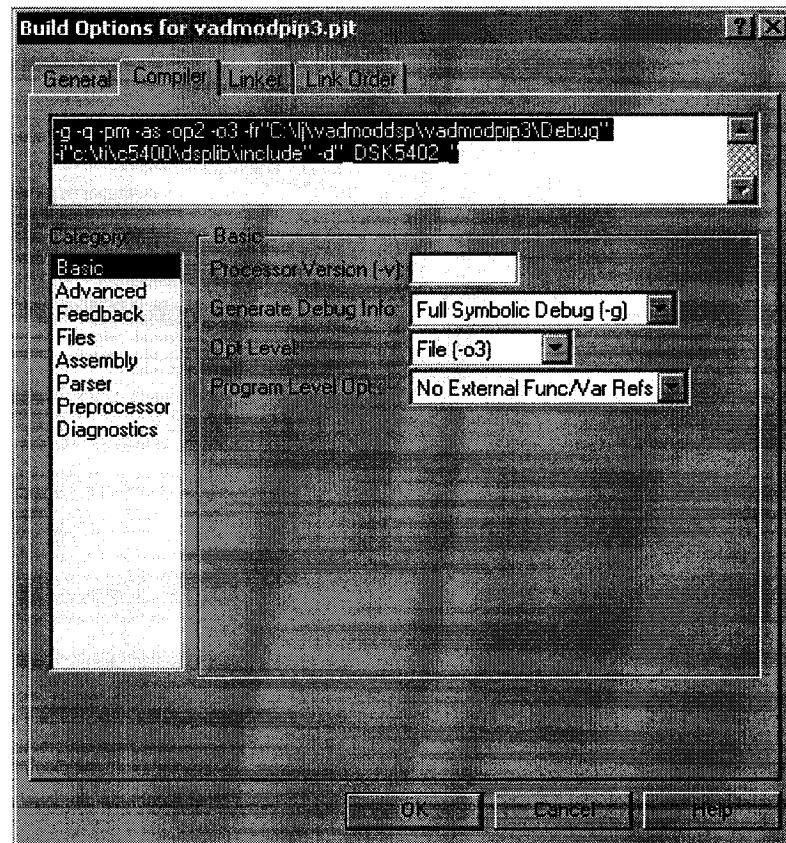 Build Options for vadmodpip3.pjt
General Compiler Linker Link Order
-g -q -pm -as -op2 -o3 -fr"C:\lj\vadmoddsp\vadmodpip3\Debug"
-i"c:\ti\c5400\dsplib\include" -d"_DSK5402_"
Category: Basic
Basic Processor Version (-v):
Advanced
Feedback Generate Debug Info: Full Symbolic Debug (-g)
Files Opt Level: File (-o3)
Assembly
Parser Program Level Opt.: No External Func/Var Refs
Preprocessor
Diagnostics
OK Cancel Help